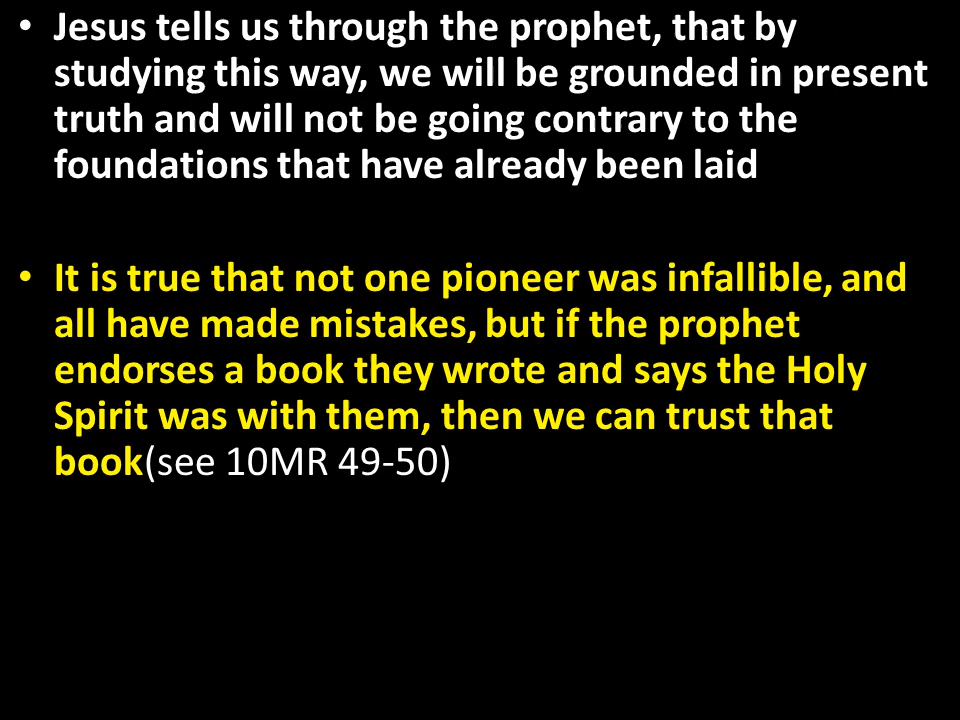 • Jesus tells us through the prophet, that by
studying this way, we will be grounded in present
truth and will not be going contrary to the
foundations that have already been laid
• It is true that not one pioneer was infallible, and
all have made mistakes, but if the prophet
endorses a book they wrote and says the Holy
Spirit was with them, then we can trust that
book(see 10MR 49-50)